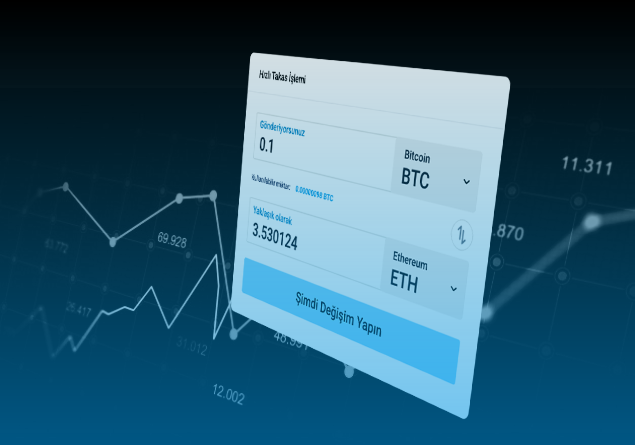 Hızlı Takas İşlemi
Gönderiyorsunuz
0.1
Bitcoin
BTC
Kullanılabilir miktar: 0.00000098 BTC
Yaklaşık olarak
3.530124
Ethereum
ETH
Şimdi Değişim Yapın
11.311
.870
69.928
12.002